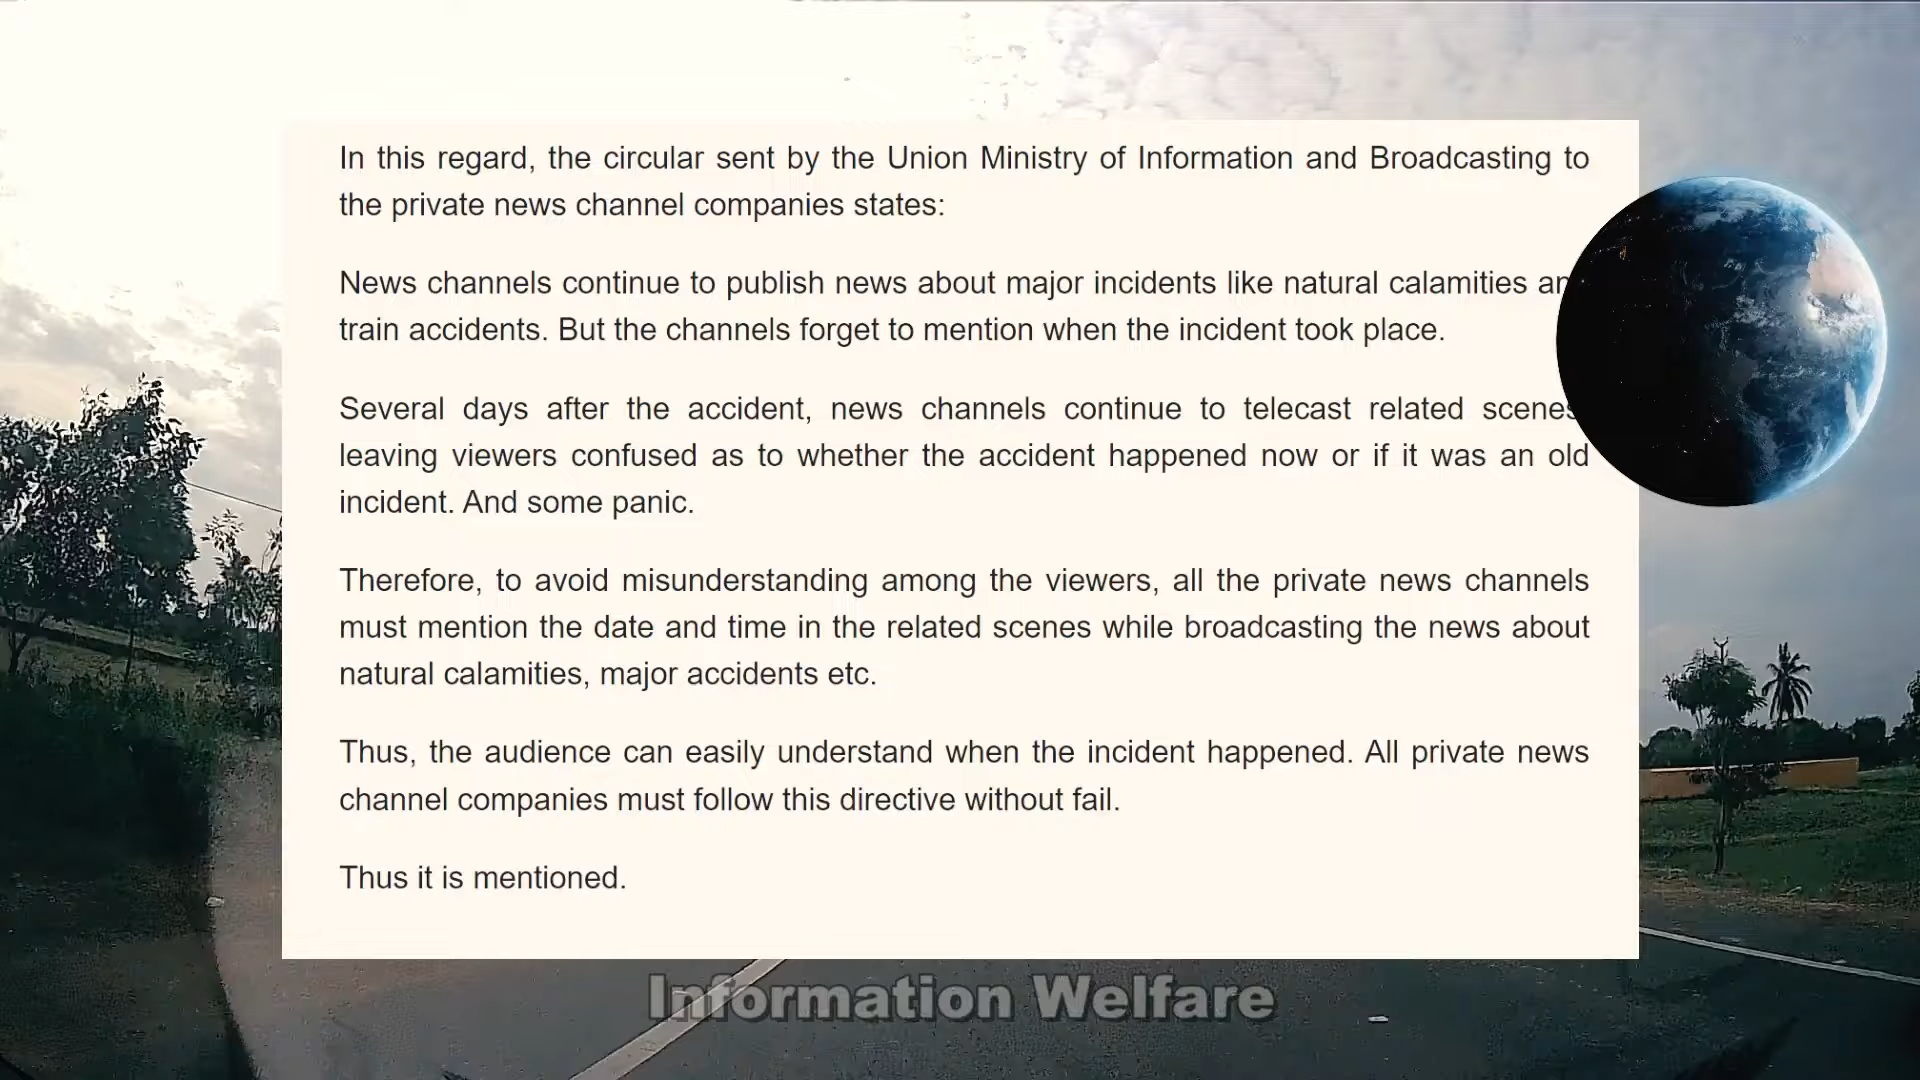 In this regard, the circular sent by the Union Ministry of Information and Broadcasting to
the private news channel companies states:
News channels continue to publish news about major incidents like natural calamities
train accidents. But the channels forget to mention when the incident took place.
Several days after the accident, news channels continue to telecast related scenes
leaving viewers confused as to whether the accident happened now or if it was an old
incident. And some panic.
Therefore, to avoid misunderstanding among the viewers, all the private news channels
must mention the date and time in the related scenes while broadcasting the news about
natural calamities, major accidents etc.
Thus, the audience can easily understand when the incident happened. All private news
channel companies must follow this directive without fail.
Thus it is mentioned.
Information Welfare